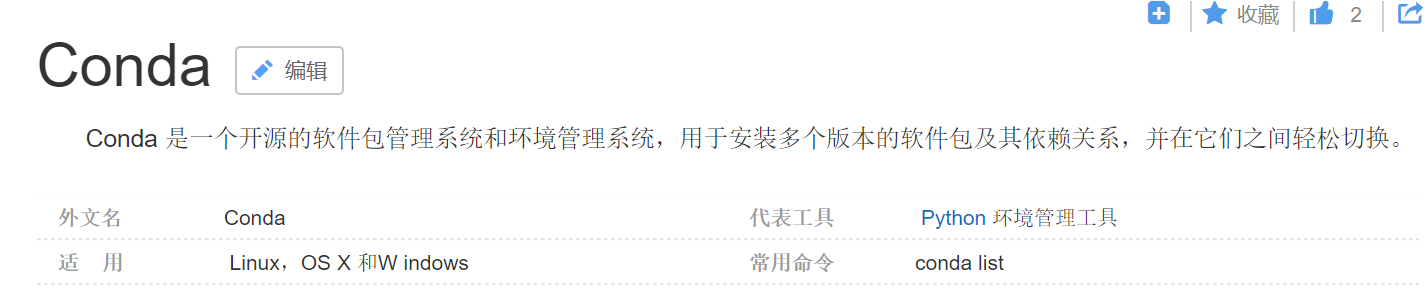 收藏 2
Conda 编辑
Conda 是一个开源的软件包管理系统和环境管理系统，用于安装多个版本的软件包及其依赖关系，并在它们之间轻松切换。
外文名 Conda 代表工具 Python 环境管理工具
适 用 Linux，OS X 和W indows 常用命令 conda list